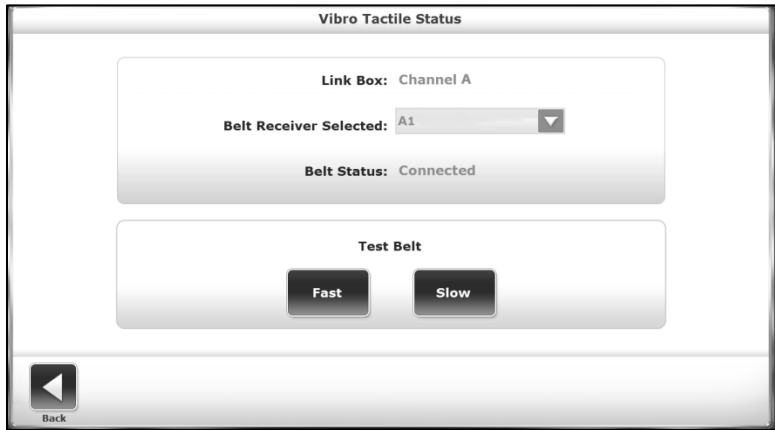 Vibro Tactile Status
Link Box: Channel A
Belt Receiver Selected: A1
Belt Status: Connected
Test Belt
Fast Slow
Back